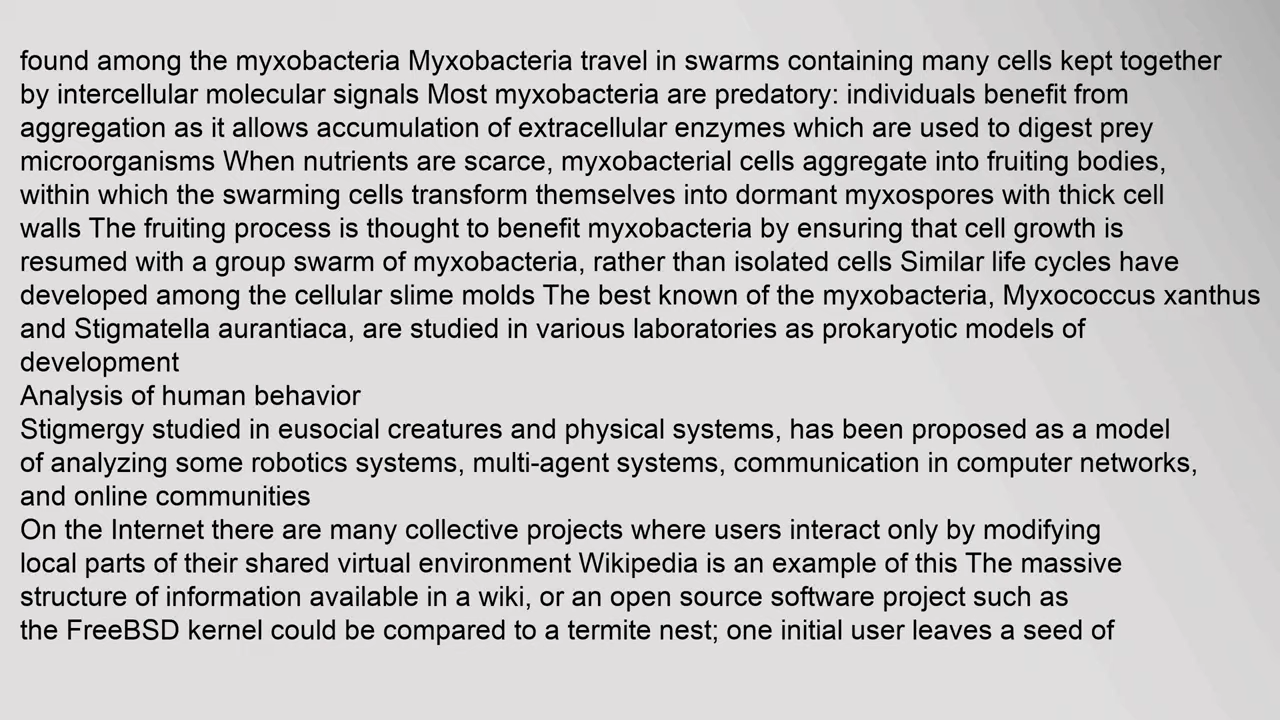 found among the myxobacteria Myxobacteria travel in swarms containing many cells kept together
by intercellular molecular signals Most myxobacteria are predatory: individuals benefit from
aggregation as it allows accumulation of extracellular enzymes which are used to digest prey
microorganisms When nutrients are scarce, myxobacterial cells aggregate into fruiting bodies,
within which the swarming cells transform themselves into dormant myxospores with thick cell
walls The fruiting process is thought to benefit myxobacteria by ensuring that cell growth is
resumed with a group swarm of myxobacteria, rather than isolated cells Similar life cycles have
developed among the cellular slime molds The best known of the myxobacteria, Myxococcus xanthus
and Stigmatella aurantiaca, are studied in various laboratories as prokaryotic models of
development
Analysis of human behavior
Stigmergy studied in eusocial creatures and physical systems, has been proposed as a model
of analyzing some robotics systems, multi-agent systems, communication in computer networks,
and online communities
On the Internet there are many collective projects where users interact only by modifying
local parts of their shared virtual environment Wikipedia is an example of this The massive
structure of information available in a wiki, or an open source software project such as
the FreeBSD kernel could be compared to a termite nest; one initial user leaves a seed of